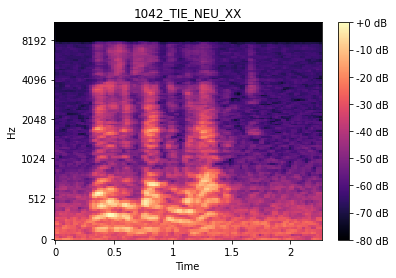 1042_TIE_NEU_XX
Hz
8192
4096
2048
1024
512
0
0
0.5
1
1.5
2
Time
+0 dB
-10 dB
-20 dB
-30 dB
-40 dB
-50 dB
-60 dB
-70 dB
-80 dB